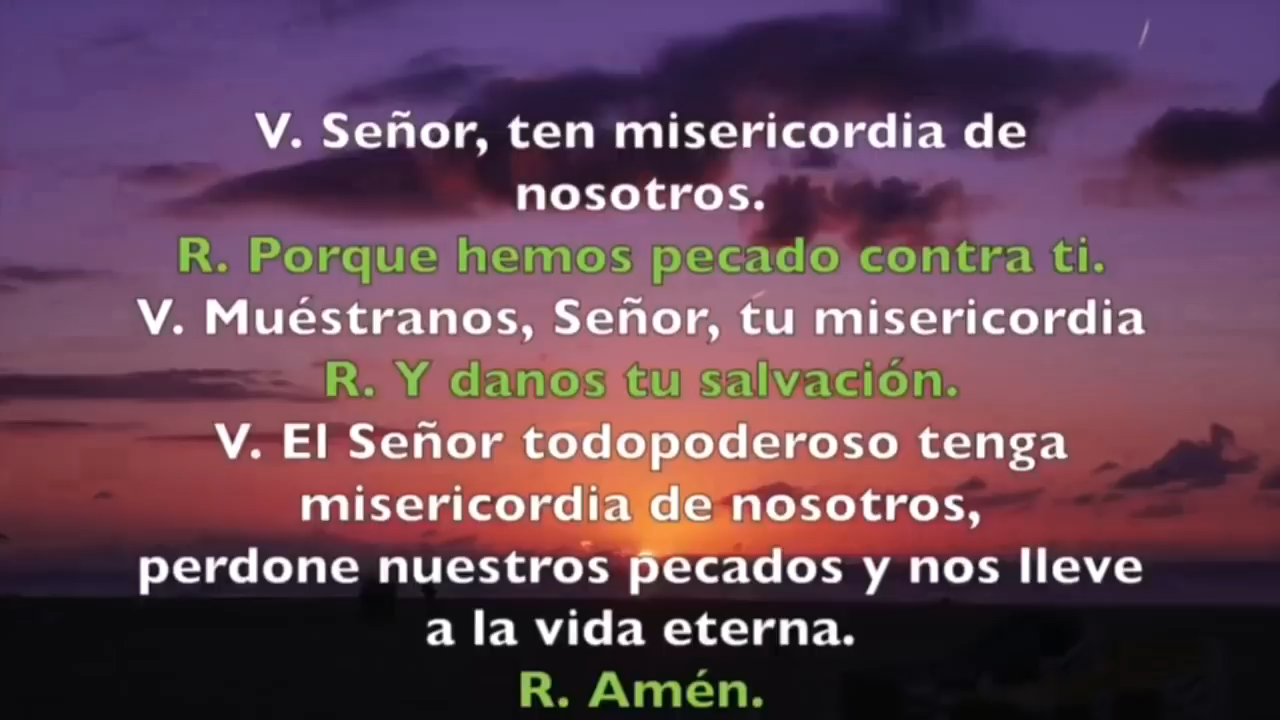 V. Señor, ten misericordia de
nosotros.
R. Porque hemos pecado contra ti.
V. Muéstranos, Señor, tu misericordia
R. Y danos tu salvación.
V. El Señor todopoderoso tenga
misericordia de nosotros,
perdone nuestros pecados y nos lleve
a la vida eterna.
R. Amén.